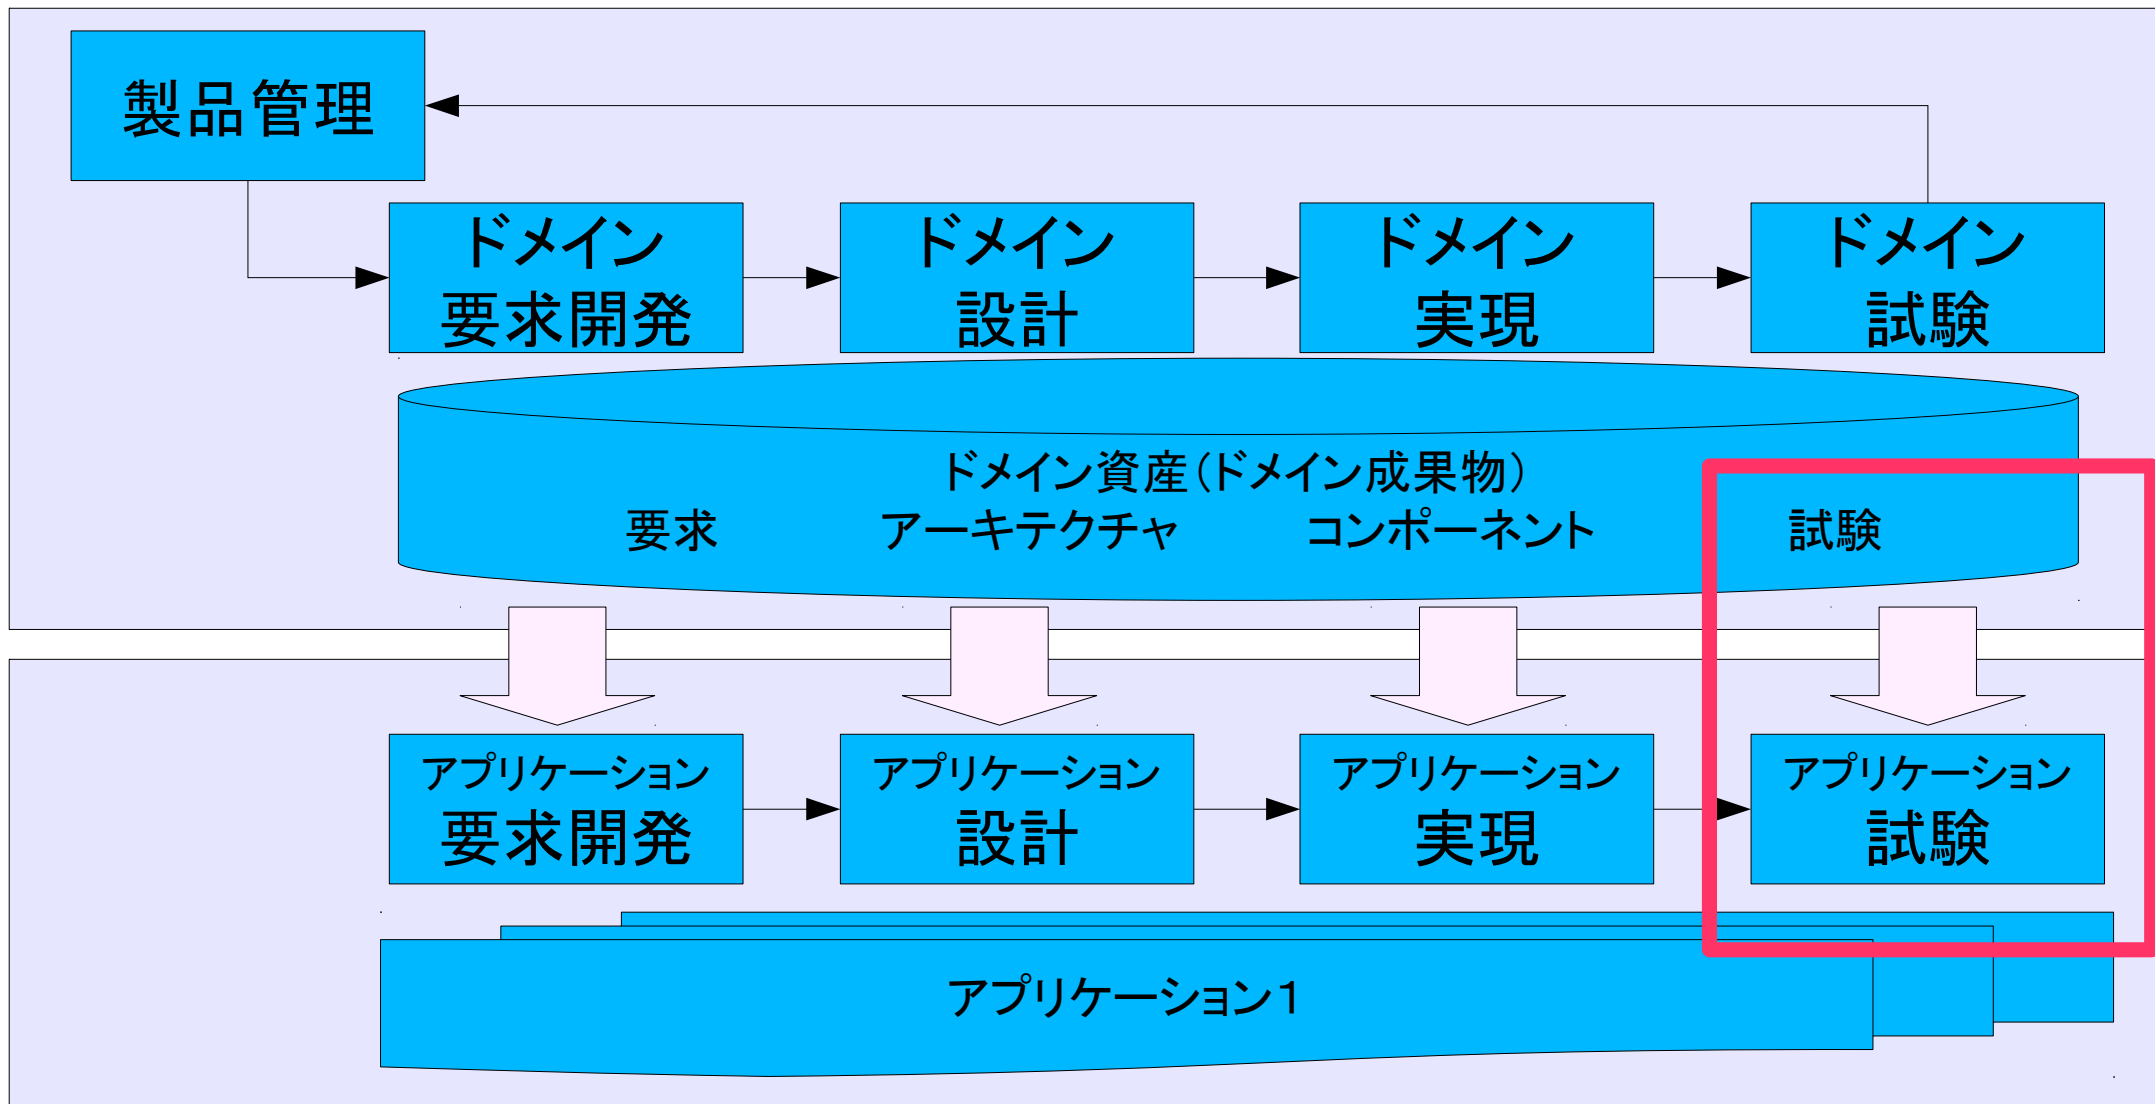 製品管理
ドメイン
要求開発
ドメイン
設計
ドメイン
実現
ドメイン
試験
ドメイン資産(ドメイン成果物)
要求
アーキテクチャ
コンポーネント
試験
アプリケーション
要求開発
アプリケーション
設計
アプリケーション
実現
アプリケーション
試験
アプリケーション1